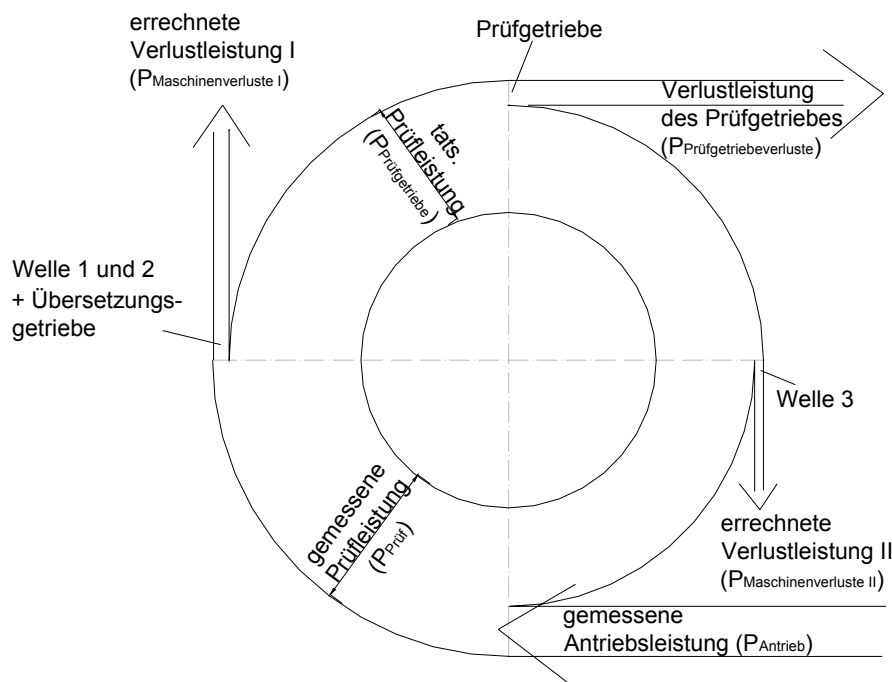 errechnete
Verlustleistung I
(PMaschinenverluste I)
Prüfgetriebe
Verlustleistung
des Prüfgetriebes
(PPrüfgetriebeverluste)
tats.
Prüfleistung
(PPrüfgetriebe)
Welle 1 und 2
+ Übersetzungs-
getriebe
Welle 3
gemessene
Prüfleistung
(PPrüf)
errechnete
Verlustleistung II
(PMaschinenverluste II)
gemessene
Antriebsleistung (PAntrieb)